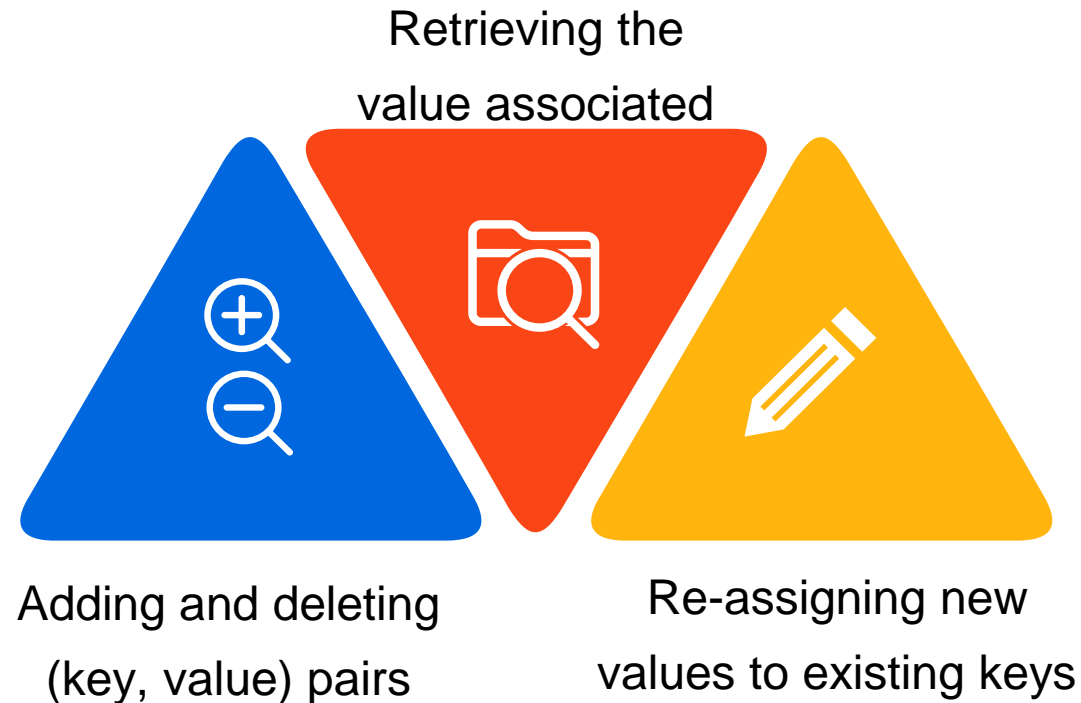 Retrieving the
value associated
Adding and deleting
(key, value) pairs
Re-assigning new
values to existing keys